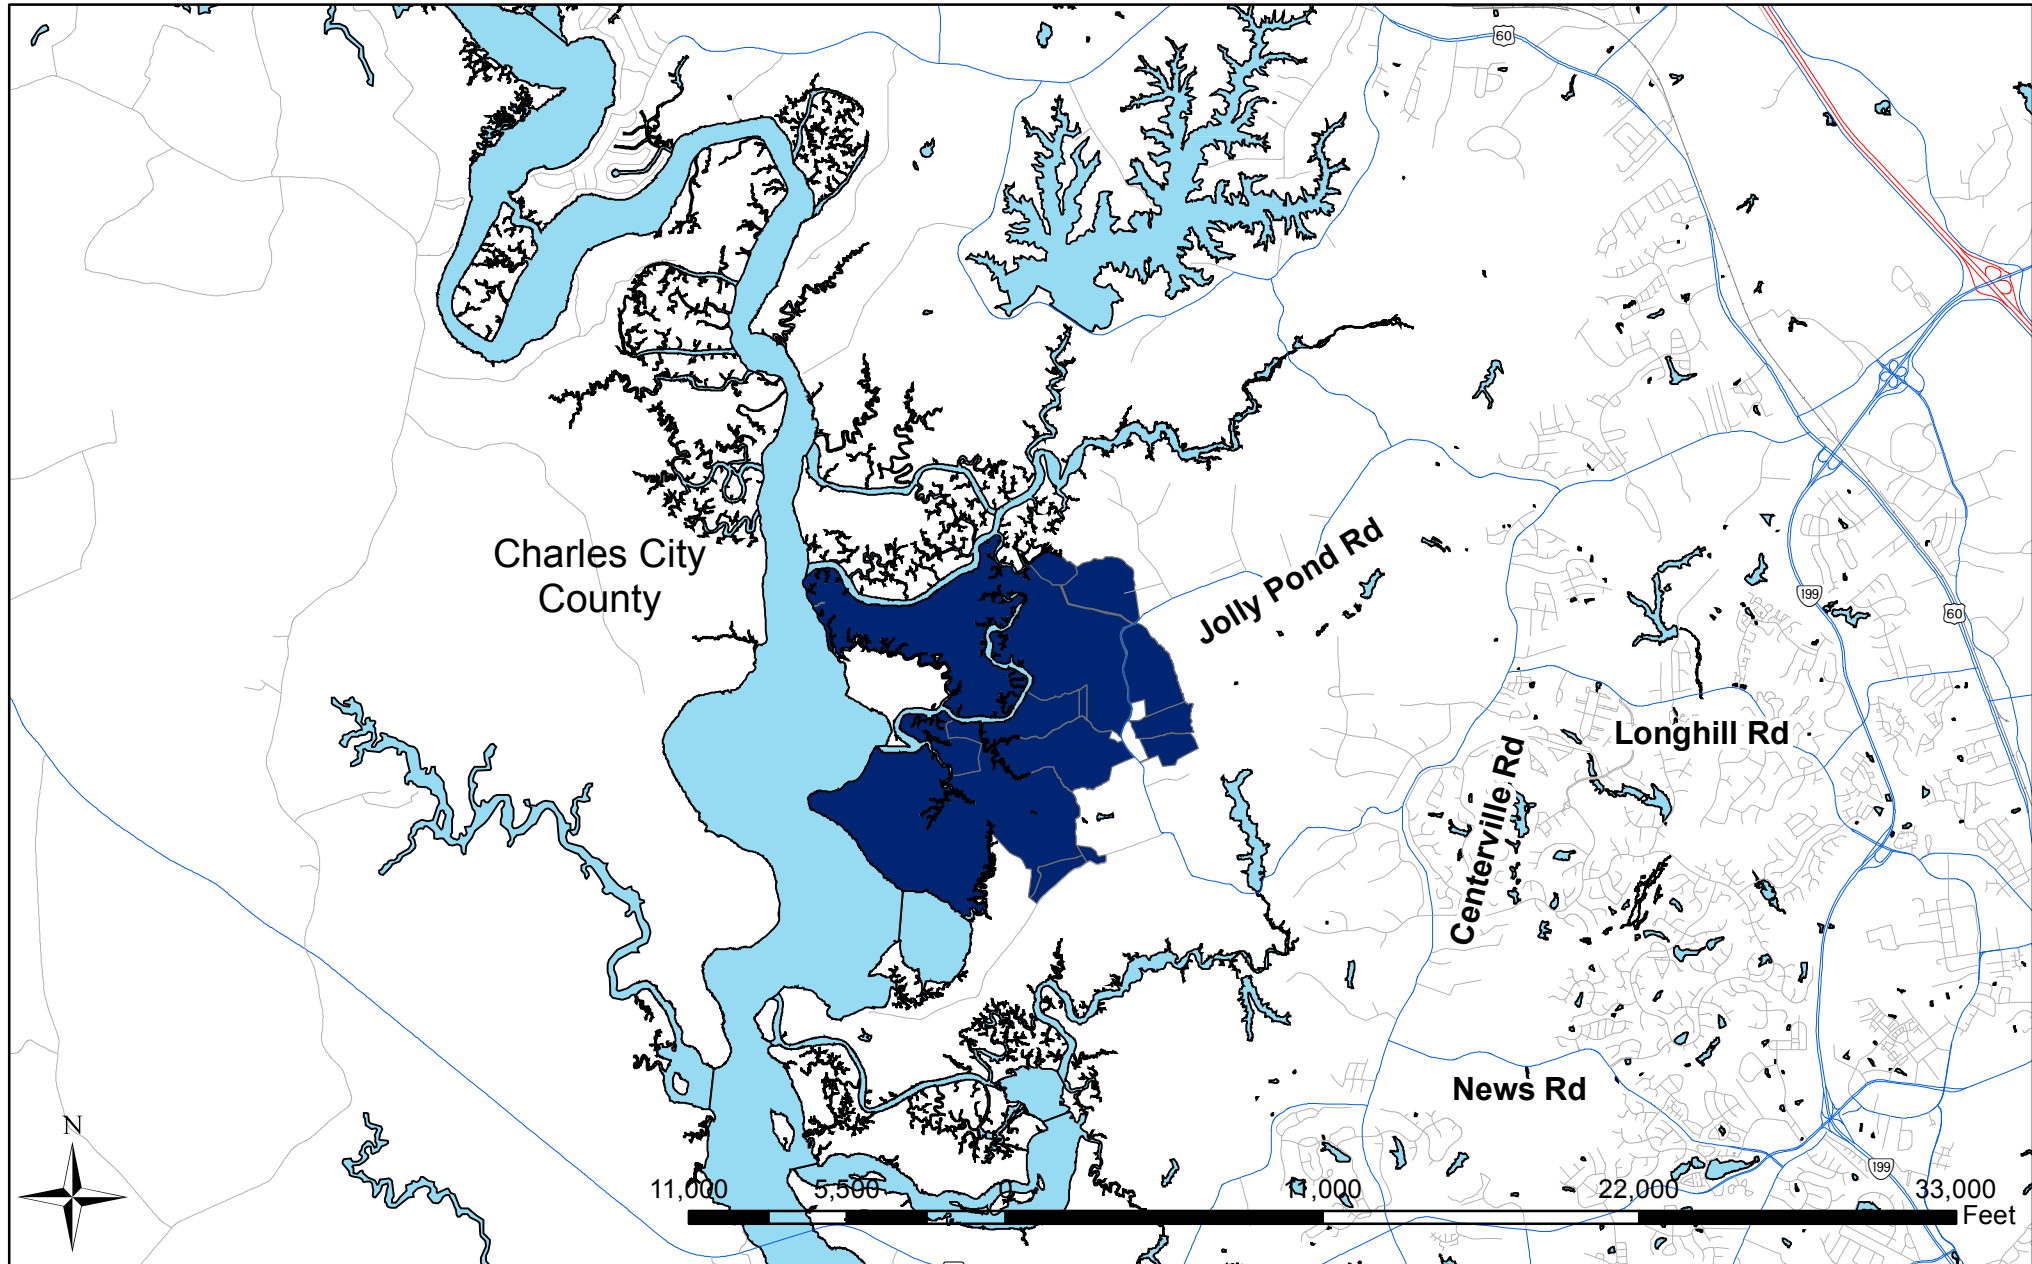 60
Charles City
County
Jolly Pond Rd
199
60
Longhill Rd
Centerville Rd
News Rd
N
199
11,000 5,500 0 11,000 22,000 33,000
Feet